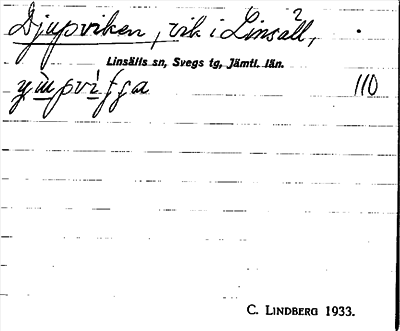 Djupviken, vik i Linsäll,
Linsälls sn, Svegs tg, Jämtl. län.
110
C. LINDBERG 1933.